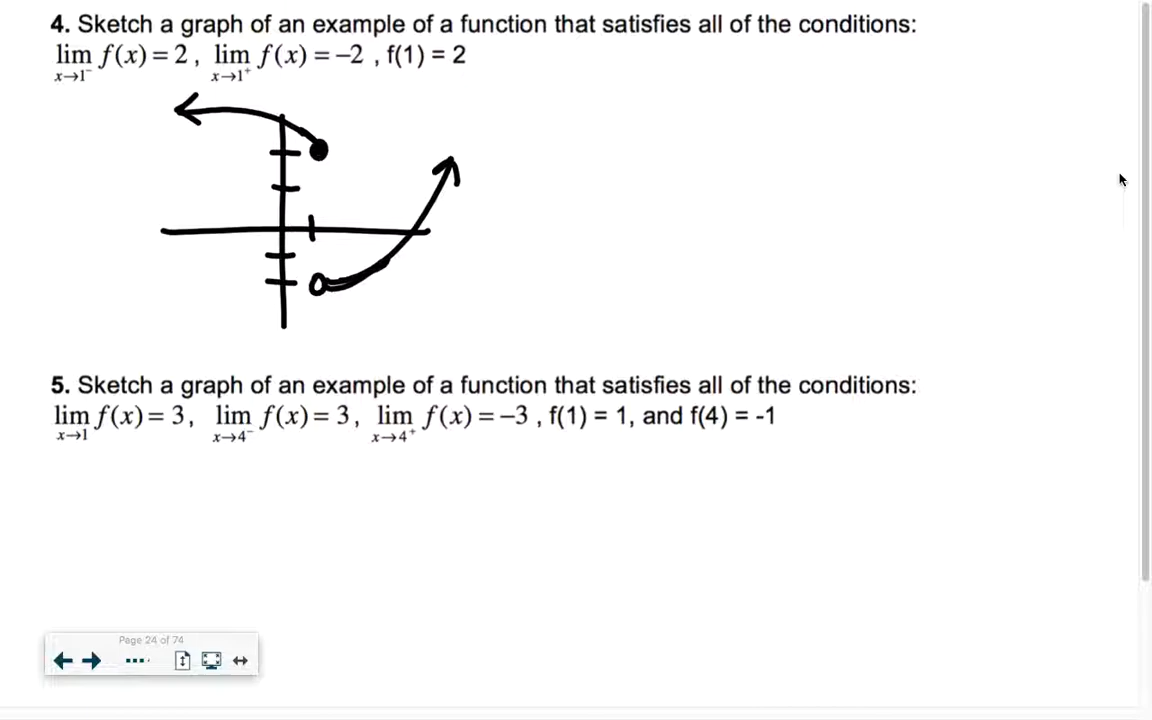 4. Sketch a graph of an example of a function that satisfies all of the conditions:
lim f(x) = 2 , lim f(x) = –2 , f(1) = 2
x→1⁻ x→1⁺
5. Sketch a graph of an example of a function that satisfies all of the conditions:
lim f(x) = 3, lim f(x) = 3, lim f(x) = –3 , f(1) = 1, and f(4) = -1
x→1 x→4⁻ x→4⁺
Page 24 of 74